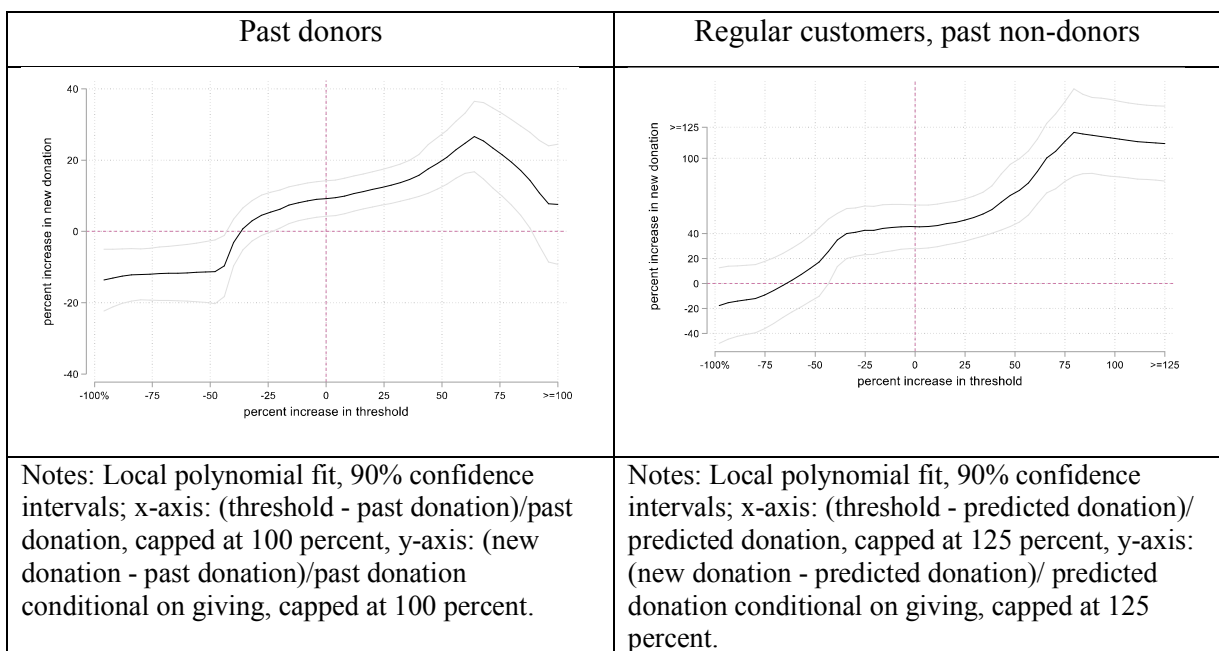 Past donors
Regular customers, past non-donors
40
20
0
-20
-40
percent increase in new donation
-100%
-75
-50
-25
0
25
50
75
>=100
percent increase in threshold
>=125
100
40
20
0
-20
-40
percent increase in new donation
-100%
-75
-50
-25
0
25
50
75
100
>=125
percent increase in threshold
Notes: Local polynomial fit, 90% confidence
intervals; x-axis: (threshold - past donation)/past
donation, capped at 100 percent, y-axis: (new
donation - past donation)/past donation
conditional on giving, capped at 100 percent.
Notes: Local polynomial fit, 90% confidence
intervals; x-axis: (threshold - predicted donation)/
predicted donation, capped at 125 percent, y-axis:
(new donation - predicted donation)/ predicted
donation conditional on giving, capped at 125
percent.